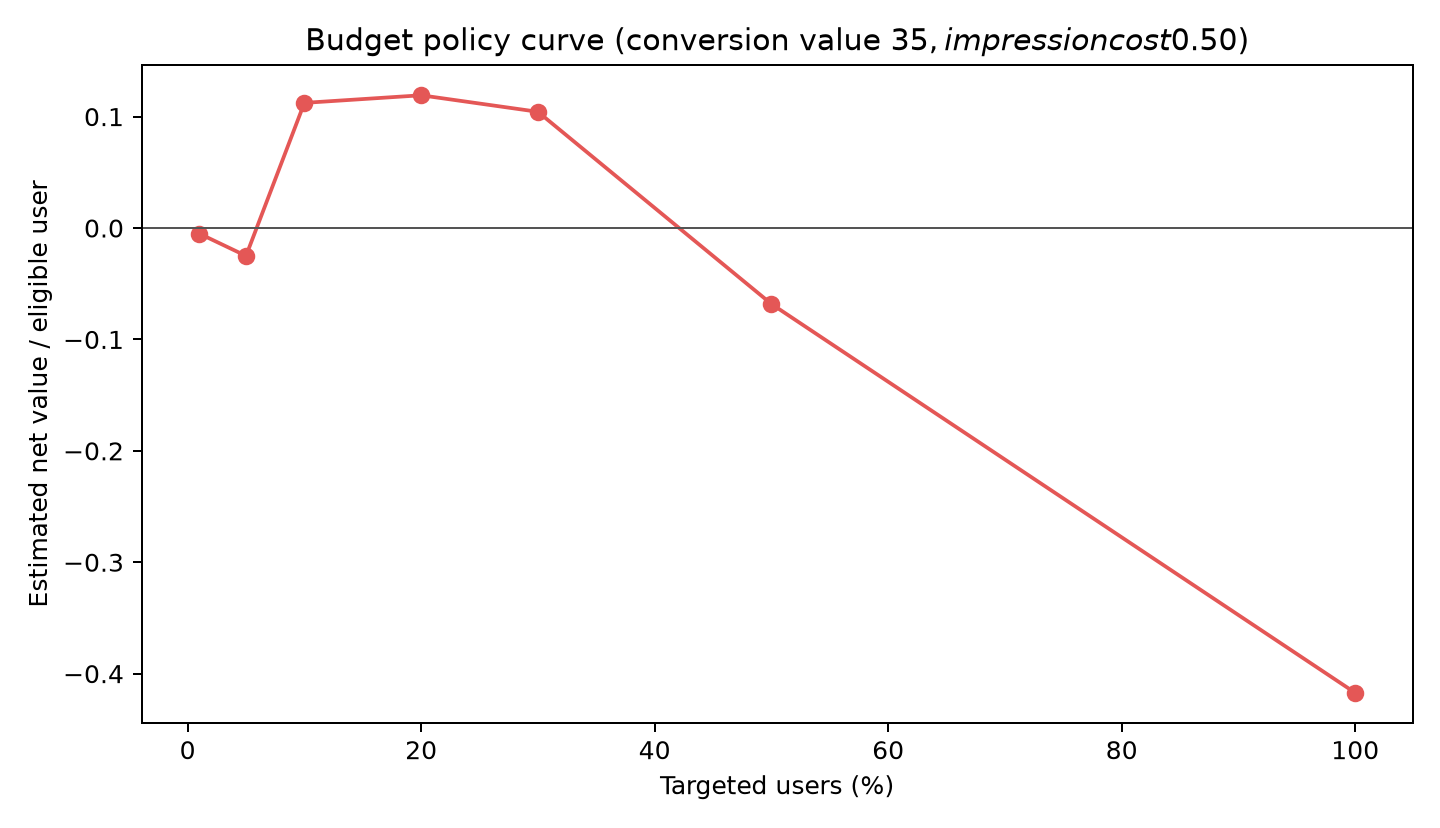 Budget policy curve (conversion value 35, impressioncost0.50)
Estimated net value / eligible user
0.1
0.0
−0.1
−0.2
−0.3
−0.4
0 20 40 60 80 100
Targeted users (%)